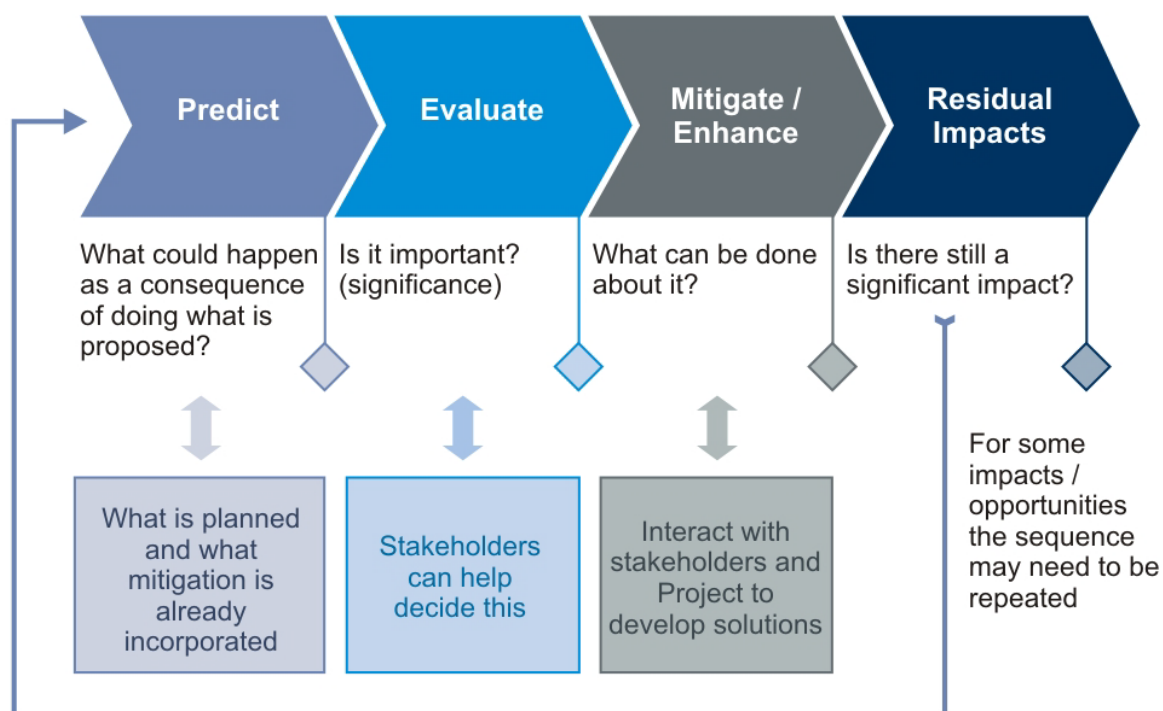 Predict
Evaluate
Mitigate /
Enhance
Residual
Impacts
What could happen
as a consequence
of doing what is
proposed?
Is it important?
(significance)
What can be done
about it?
Is there still a
significant impact?
What is planned
and what
mitigation is
already
incorporated
Stakeholders
can help
decide this
Interact with
stakeholders and
Project to
develop solutions
For some
impacts /
opportunities
the sequence
may need to be
repeated